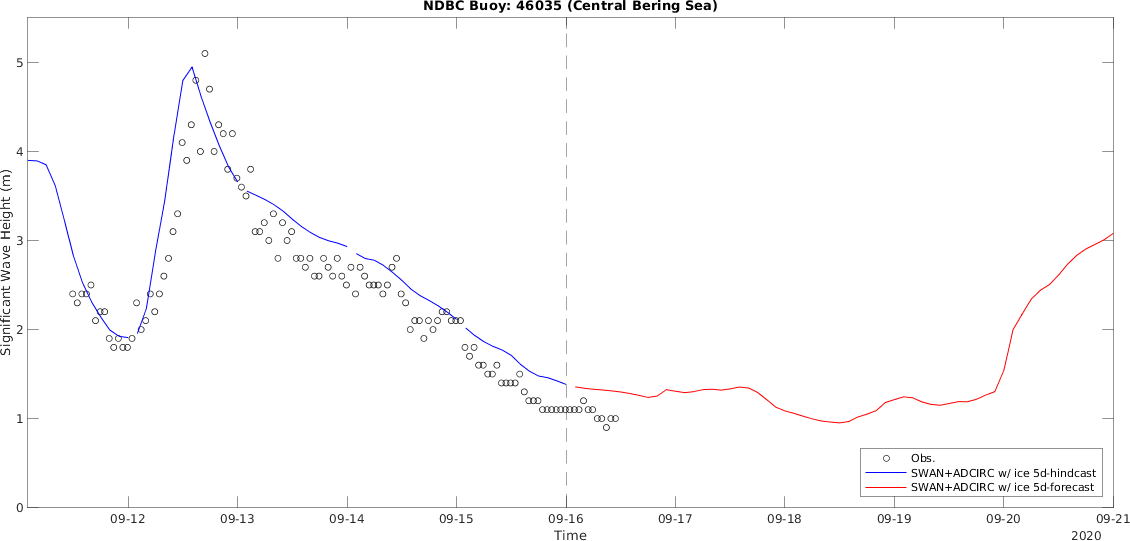 NDBC Buoy: 46035 (Central Bering Sea)
Significant Wave Height (m)
5
4
3
2
1
0
09-12 09-13 09-14 09-15 09-16 09-17 09-18 09-19 09-20 09-21
Time
2020
Obs.
SWAN+ADCIRC w/ ice 5d-hindcast
SWAN+ADCIRC w/ ice 5d-forecast